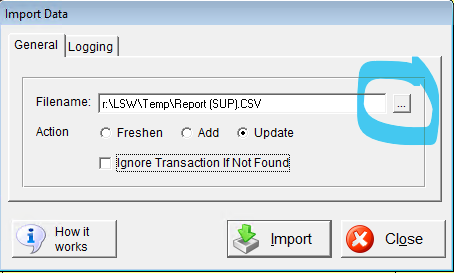 Import Data
General Logging
Filename: r:\LSW\Temp\Report (SUP).CSV ...
Action Freshen Add Update
Ignore Transaction If Not Found
How it works Import Close